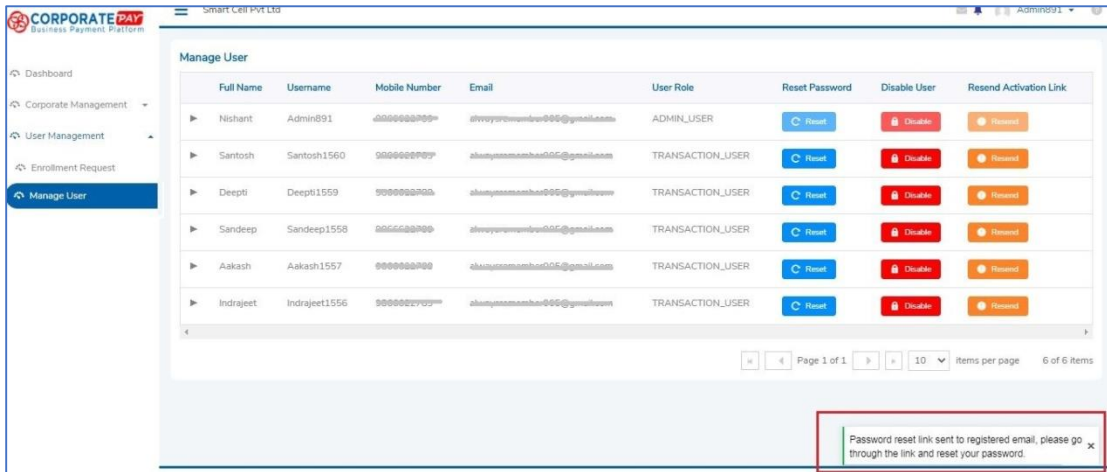 CORPORATE PAY
Business Payment Platform
Smart Cell Pvt Ltd
Admin891
Dashboard
Corporate Management
User Management
Enrollment Request
Manage User
Manage User
Full Name Username Mobile Number Email User Role Reset Password Disable User Resend Activation Link
Nishant Admin891 ADMIN_USER Reset Disable Resend
Santosh Santosh1560 TRANSACTION_USER Reset Disable Resend
Deepti Deepti1559 TRANSACTION_USER Reset Disable Resend
Sandeep Sandeep1558 TRANSACTION_USER Reset Disable Resend
Aakash Aakash1557 TRANSACTION_USER Reset Disable Resend
Indrajeet Indrajeet1556 TRANSACTION_USER Reset Disable Resend
Page 1 of 1 10 items per page 6 of 6 items
Password reset link sent to registered email, please go
through the link and reset your password.